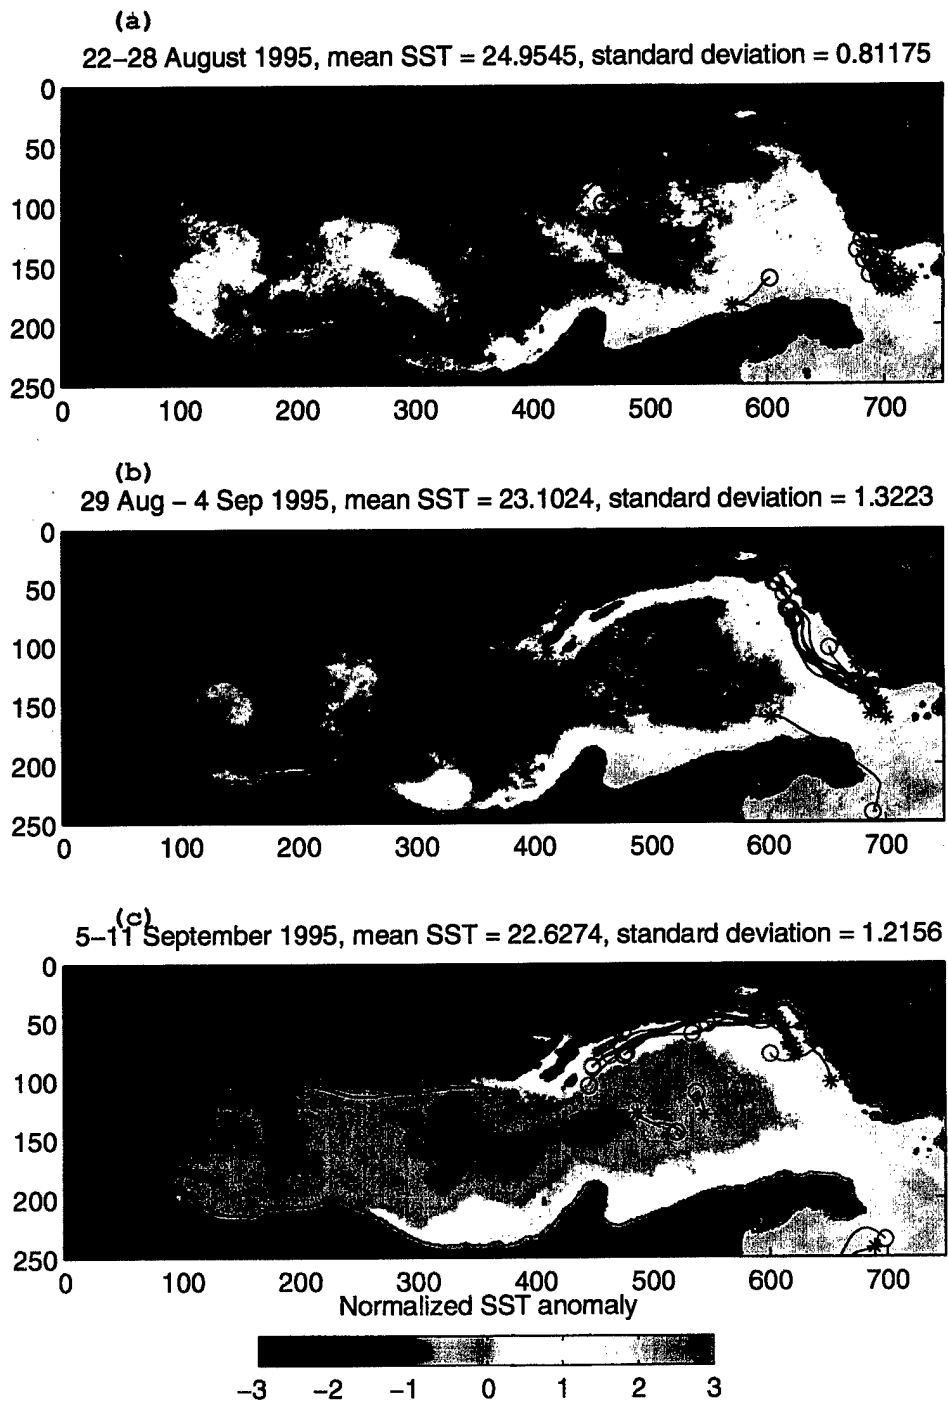 (a)
22–28 August 1995, mean SST = 24.9545, standard deviation = 0.81175
0
50
100
150
200
250
0 100 200 300 400 500 600 700
(b)
29 Aug – 4 Sep 1995, mean SST = 23.1024, standard deviation = 1.3223
0
50
100
150
200
250
0 100 200 300 400 500 600 700
(c)
5–11 September 1995, mean SST = 22.6274, standard deviation = 1.2156
0
50
100
150
200
250
0 100 200 300 400 500 600 700
Normalized SST anomaly
−3 −2 −1 0 1 2 3